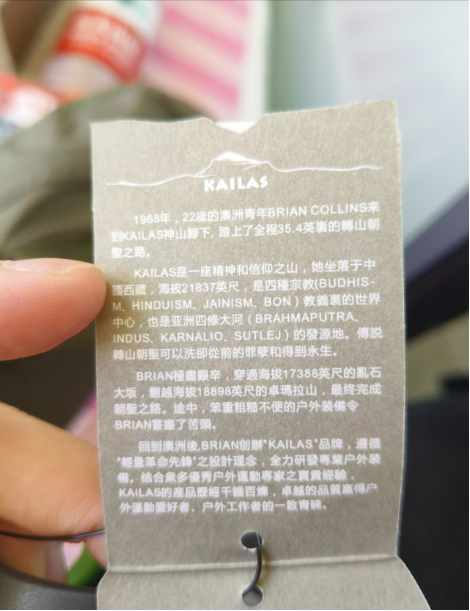 KAILAS
1968年，22歲的澳洲青年BRIAN COLLINS來
到KAILAS神山腳下, 踏上了全程35.4英裏的轉山朝
聖之路。
KAILAS是一座精神和信仰之山，她坐落于中
國西藏，海拔21837英尺，是四種宗教(BUDHIS-
M、HINDUISM、JAINISM、BON）教義裏的世界
中心，也是亚洲四條大河（BRAHMAPUTRA、
INDUS、KARNALIO、SUTLEJ）的發源地。傳説
轉山朝聖可以洗卻從前的罪孽和得到永生。
BRIAN極盡艱辛，穿過海拔17388英尺的亂石
大坂，翻越海拔18898英尺的卓瑪拉山，最终完成
朝聖之路。途中，笨重粗糙不便的户外装備令
BRIAN嘗盡了苦頭。
回到澳洲後,BRIAN創辦"KAILAS"品牌，遵循
"輕量革命先鋒"之設計理念，全力研發專業户外装
備。結合衆多優秀户外運動專家之寶貴經驗，
KAILAS的産品歷經千錘百煉，卓越的品質贏得户
外運動愛好者、户外工作者的一致青睞。